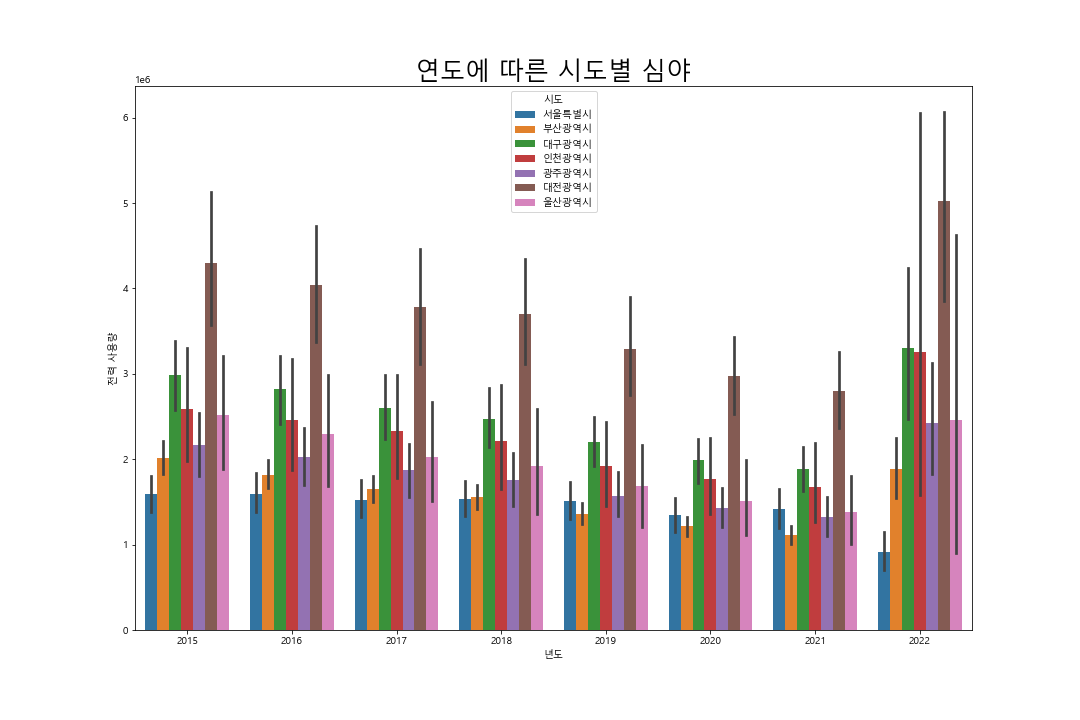 연도에 따른 시도별 심야
1e6
시도
서울특별시
부산광역시
대구광역시
인천광역시
광주광역시
대전광역시
울산광역시
6
5
4
3
2
1
0
전력 사용량
2015 2016 2017 2018 2019 2020 2021 2022
년도